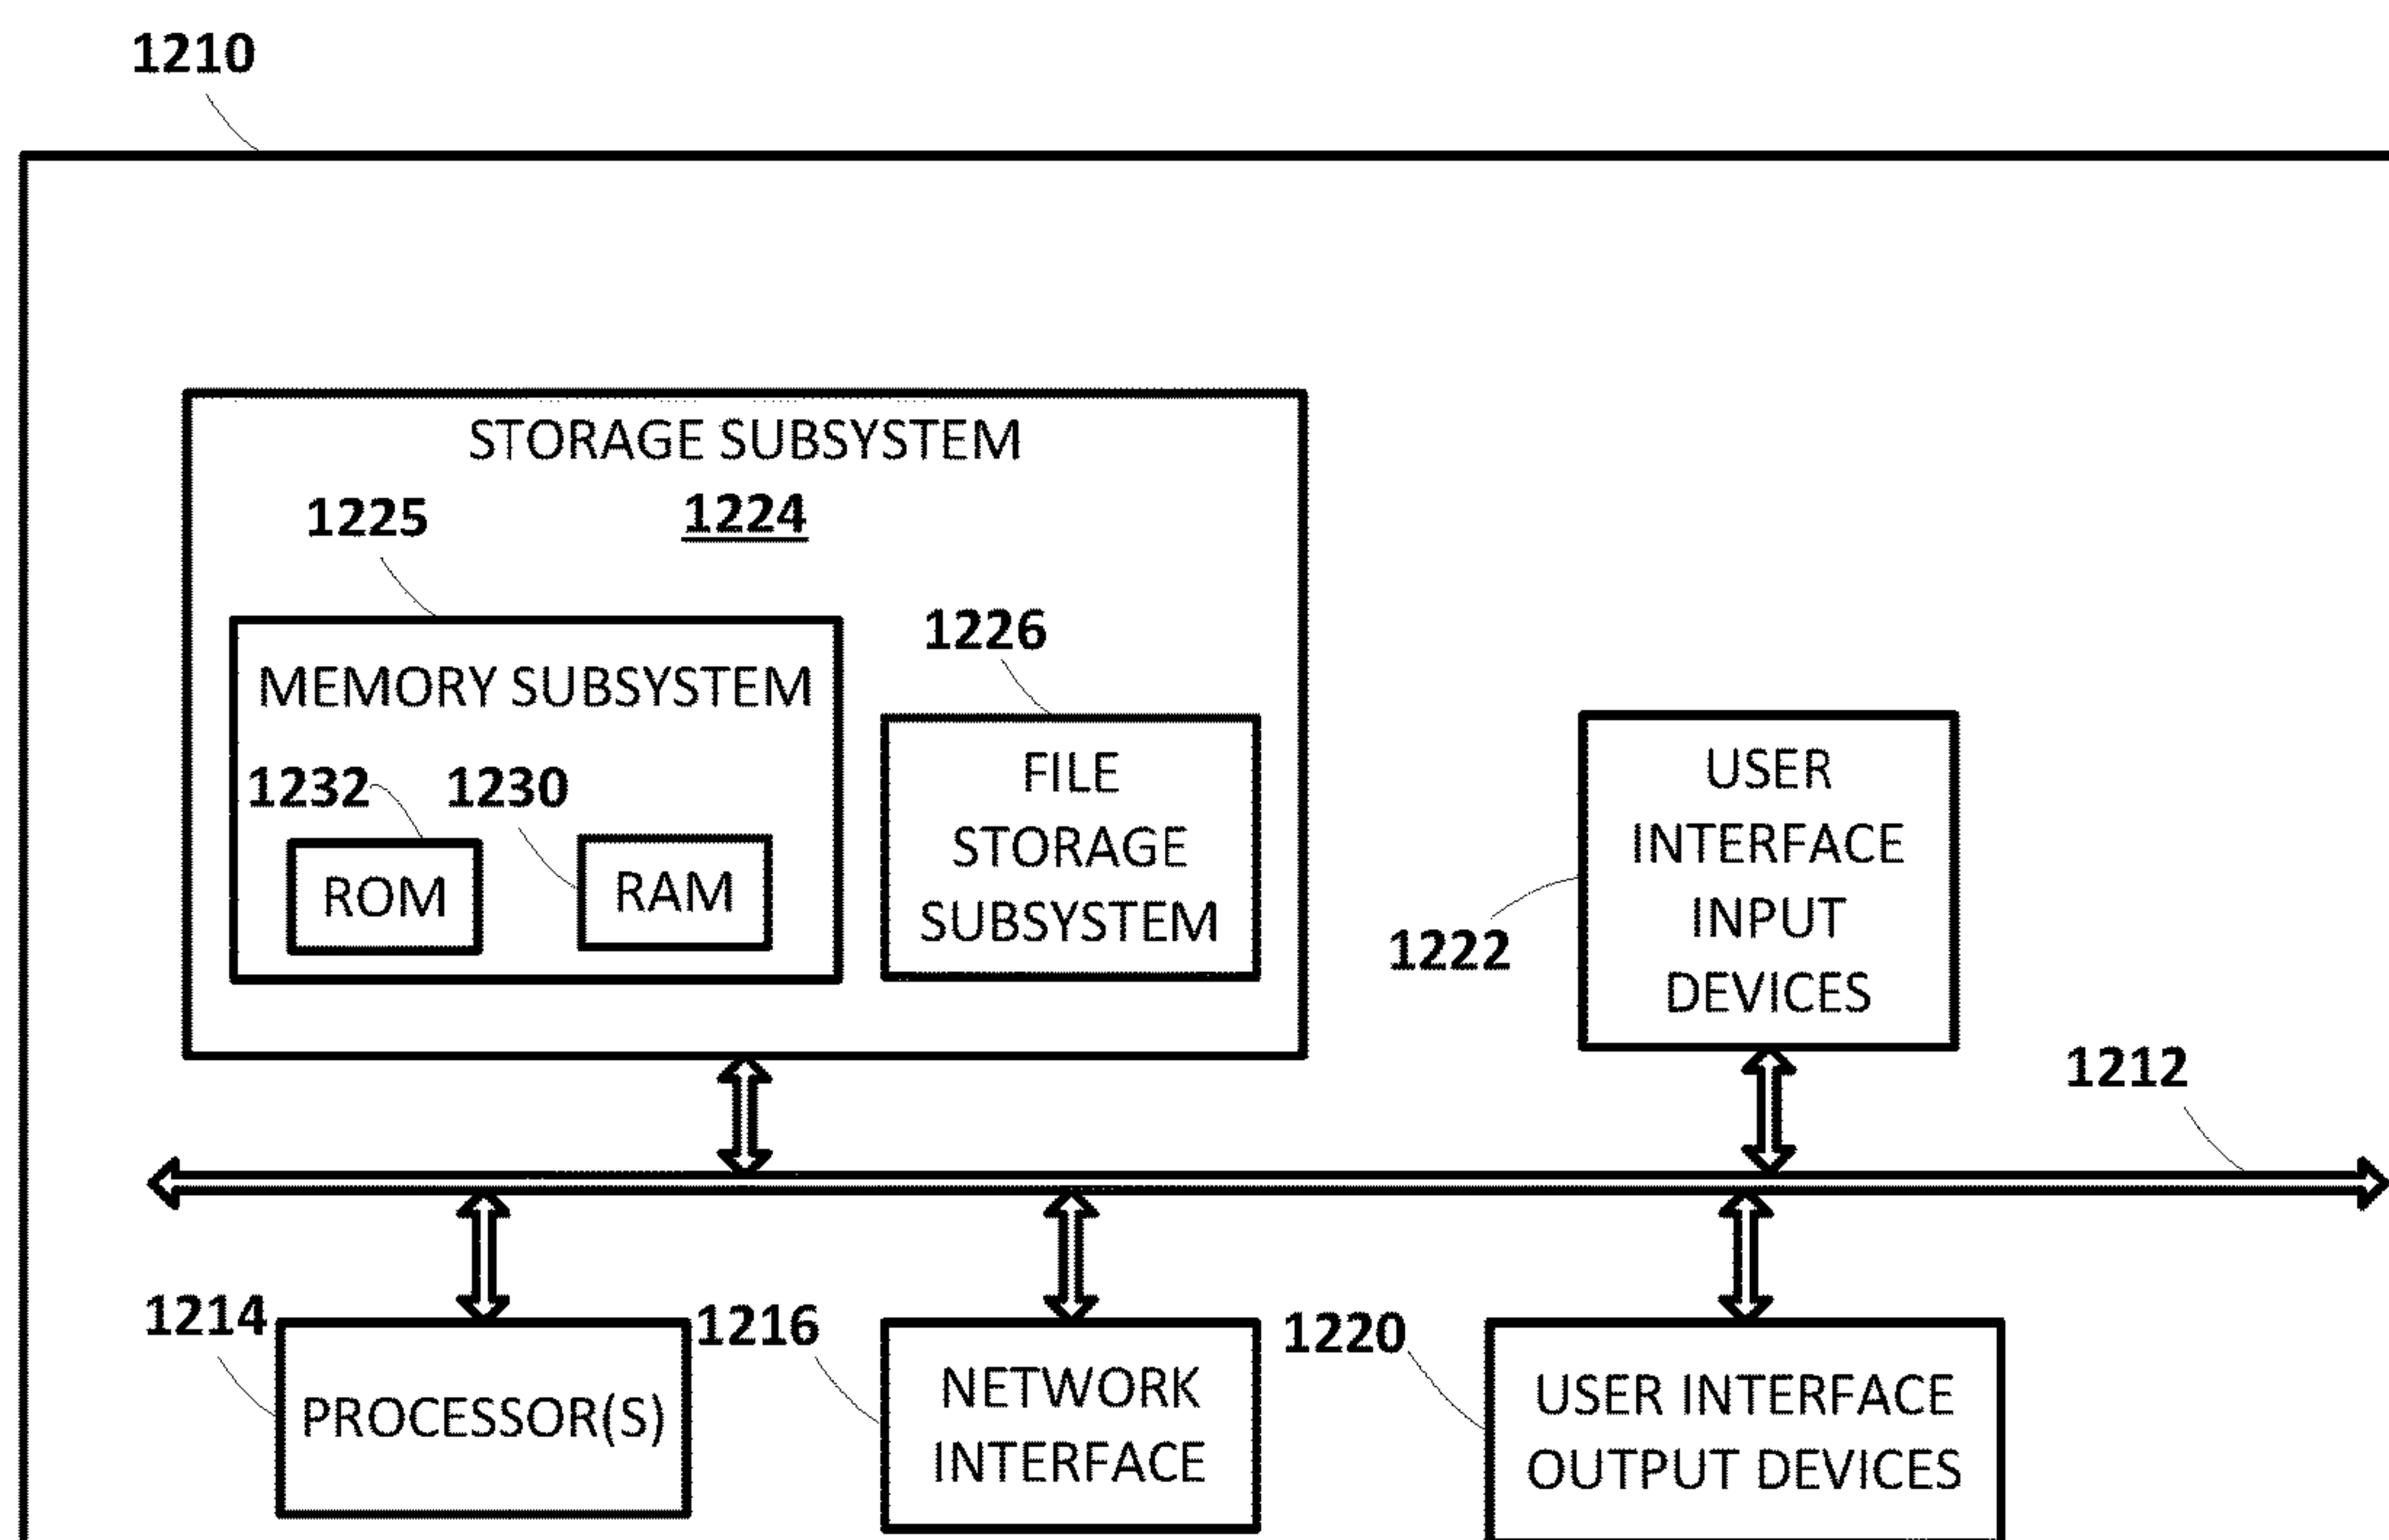 1210
STORAGE SUBSYSTEM
1224
1225
MEMORY SUBSYSTEM
1232
1230
ROM
RAM
1226
FILE
STORAGE
SUBSYSTEM
USER
INTERFACE
INPUT
DEVICES
1222
1212
1214
PROCESSOR(S)
1216
NETWORK
INTERFACE
1220
USER INTERFACE
OUTPUT DEVICES